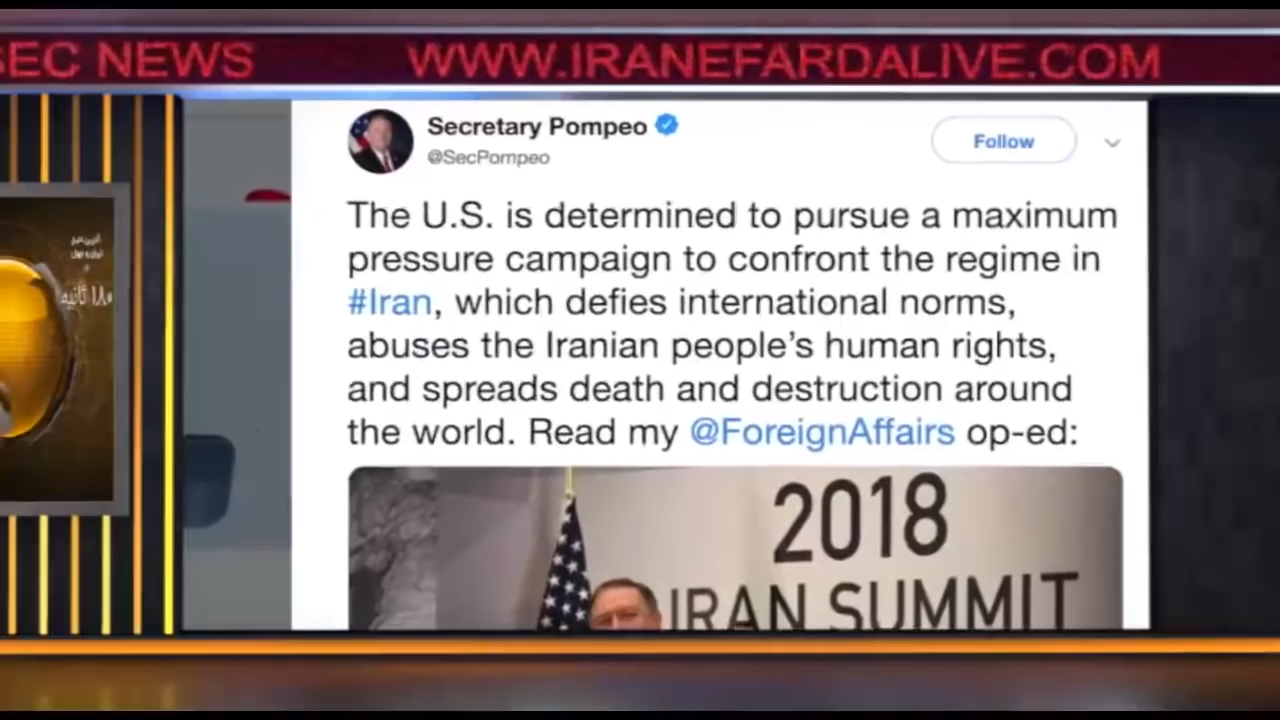 SEC NEWS WWW.IRANEFARDALIVE.COM
Secretary Pompeo
@SecPompeo
Follow
The U.S. is determined to pursue a maximum
pressure campaign to confront the regime in
#Iran, which defies international norms,
abuses the Iranian people’s human rights,
and spreads death and destruction around
the world. Read my @ForeignAffairs op-ed:
2018
IRAN SUMMIT
۱۸۰ ثانیه